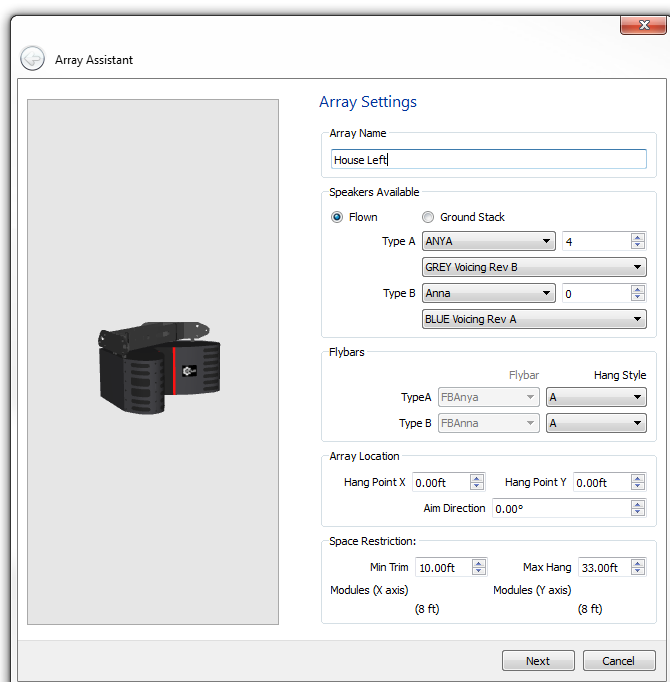 Array Assistant
Array Settings
Array Name
House Left
Speakers Available
Flown Ground Stack
Type A ANYA 4
GREY Voicing Rev B
Type B Anna 0
BLUE Voicing Rev A
Flybars
Flybar Hang Style
TypeA FBAnya A
Type B FBAnna A
Array Location
Hang Point X 0.00ft Hang Point Y 0.00ft
Aim Direction 0.00°
Space Restriction:
Min Trim 10.00ft Max Hang 33.00ft
Modules (X axis) Modules (Y axis)
(8 ft) (8 ft)
Next Cancel